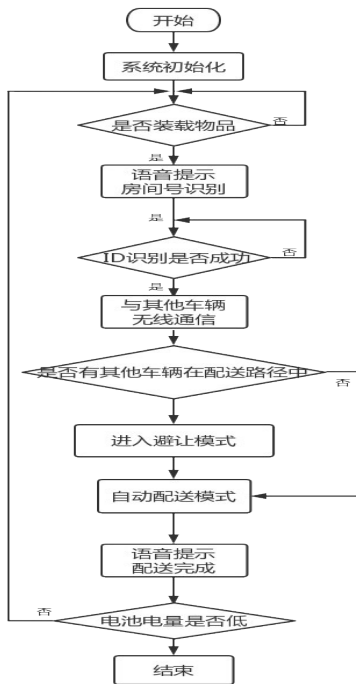 开始
系统初始化
是否装载物品
否
是
语音提示
房间号识别
是
ID识别是否成功
否
是
与其他车辆
无线通信
是否有其他车辆在配送路径中
否
进入避让模式
自动配送模式
语音提示
配送完成
否
电池电量是否低
结束